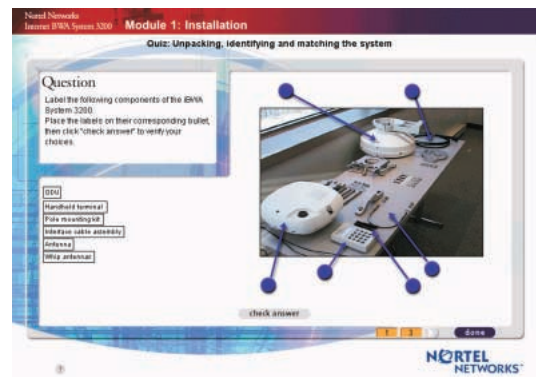 Nortel Networks
Internet BWA System 3200
Module 1: Installation
Quiz: Unpacking, identifying and matching the system
Question
Label the following components of the iBWA
System 3200.
Place the labels on their corresponding bullet,
then click "check answer" to verify your
choices.
ODU
Handheld terminal
Pole mounting kit
Interface cable assembly
Antenna
Whip antennas
check answer
1 3
done
?
NORTEL
NETWORKS™